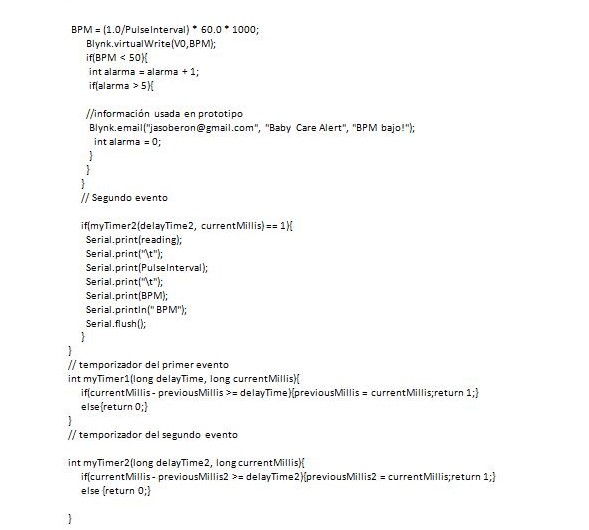 BPM = (1.0/PulseInterval) * 60.0 * 1000;
Blynk.virtualWrite(V0,BPM);
if(BPM < 50){
int alarma = alarma + 1;
if(alarma > 5){
//información usada en prototipo
Blynk.email("jasoberon@gmail.com", "Baby Care Alert", "BPM bajo!");
int alarma = 0;
}
}
}
// Segundo evento
if(myTimer2(delayTime2, currentMillis) == 1){
Serial.print(reading);
Serial.print("\t");
Serial.print(PulseInterval);
Serial.print("\t");
Serial.print(BPM);
Serial.println(" BPM");
Serial.flush();
}
}
// temporizador del primer evento
int myTimer1(long delayTime, long currentMillis){
if(currentMillis - previousMillis >= delayTime){previousMillis = currentMillis;return 1;}
else{return 0;}
}
// temporizador del segundo evento
int myTimer2(long delayTime2, long currentMillis){
if(currentMillis - previousMillis2 >= delayTime2){previousMillis2 = currentMillis;return 1;}
else {return 0;}
}